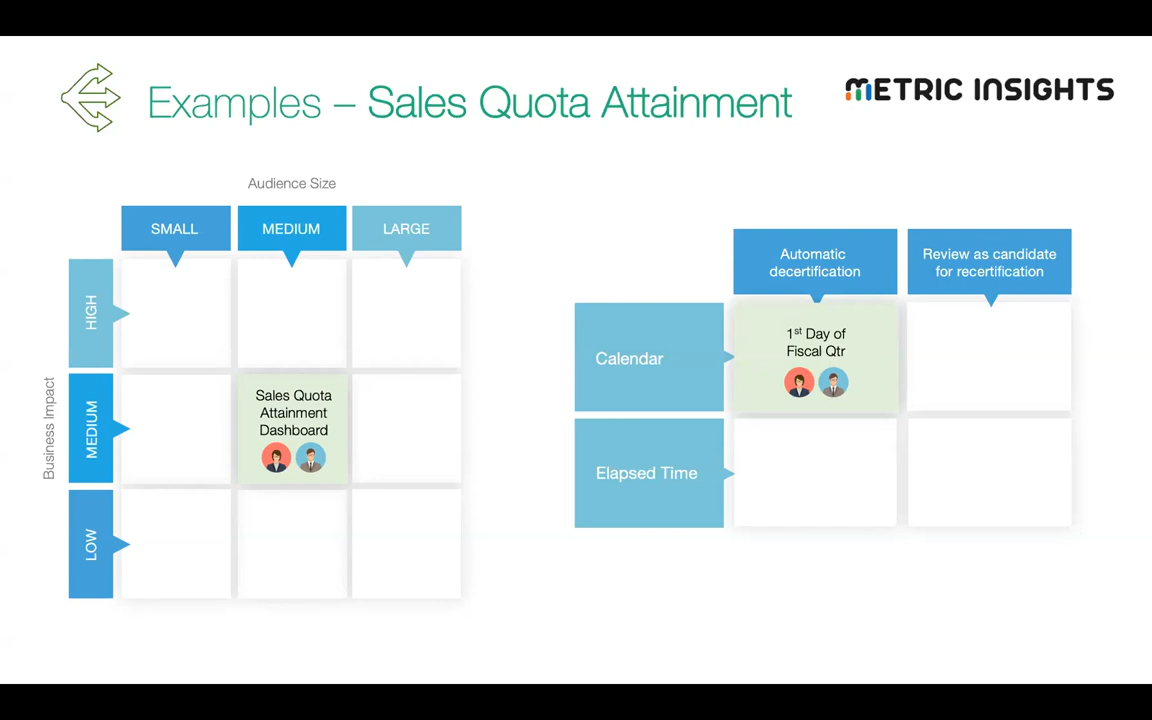 Examples – Sales Quota Attainment
METRIC INSIGHTS
Audience Size
SMALL
MEDIUM
LARGE
Business Impact
HIGH
MEDIUM
LOW
Sales Quota
Attainment
Dashboard
Automatic
decertification
Review as candidate
for recertification
Calendar
1st Day of
Fiscal Qtr
Elapsed Time